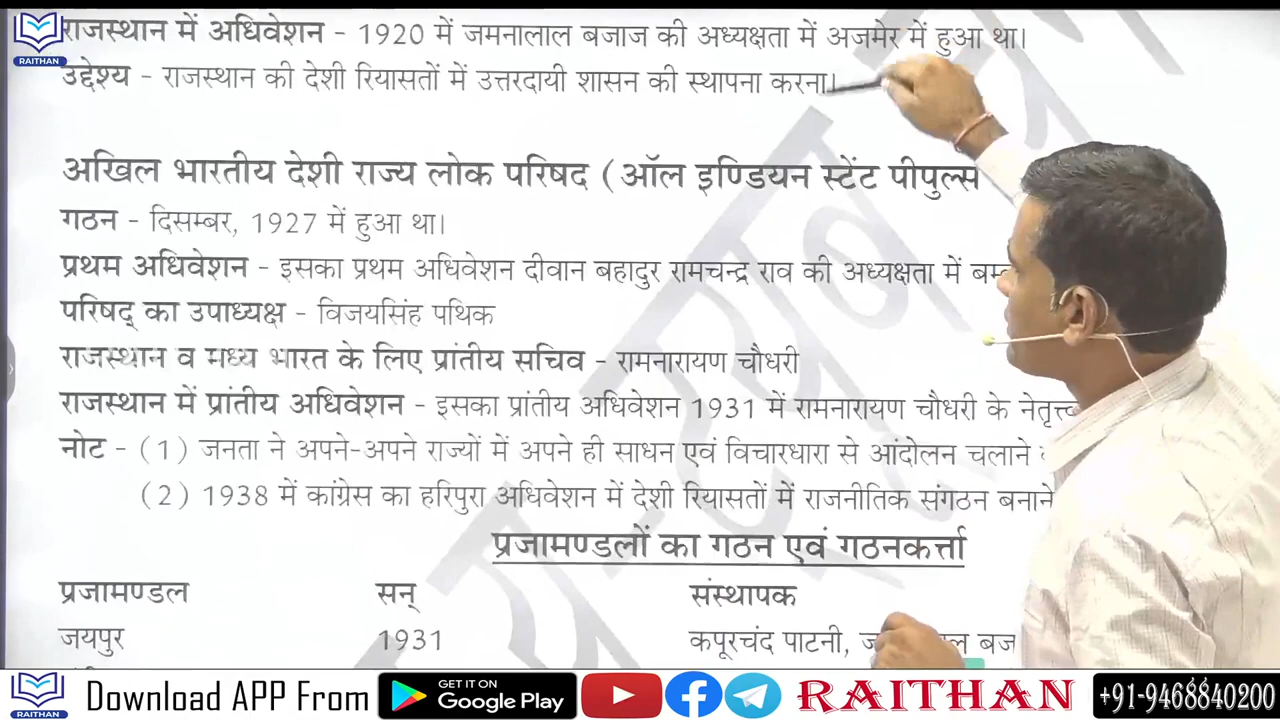 राजस्थान में अधिवेशन - 1920 में जमनालाल बजाज की अध्यक्षता में अजमेर में हुआ था।
RAITHAN
उद्देश्य - राजस्थान की देशी रियासतों में उत्तरदायी शासन की स्थापना करना।
अखिल भारतीय देशी राज्य लोक परिषद (ऑल इण्डियन स्टेंट पीपुल्स
गठन - दिसम्बर, 1927 में हुआ था।
प्रथम अधिवेशन - इसका प्रथम अधिवेशन दीवान बहादुर रामचन्द्र राव की अध्यक्षता में
परिषद् का उपाध्यक्ष - विजयसिंह पथिक
राजस्थान व मध्य भारत के लिए प्रांतीय सचिव - रामनारायण चौधरी
राजस्थान में प्रांतीय अधिवेशन - इसका प्रांतीय अधिवेशन 1931 में रामनारायण चौधरी के
नोट - (1) जनता ने अपने-अपने राज्यों में अपने ही साधन एवं विचारधारा से आंदोलन चलाने
(2) 1938 में कांग्रेस का हरिपुरा अधिवेशन में देशी रियासतों में राजनीतिक संगठन बनाने
प्रजामण्डलों का गठन एवं गठनकर्त्ता
प्रजामण्डल सन् संस्थापक
जयपुर 1931 कपूरचंद पाटनी,
RAITHAN Download APP From GET IT ON Google Play RAITHAN +91-9468840200